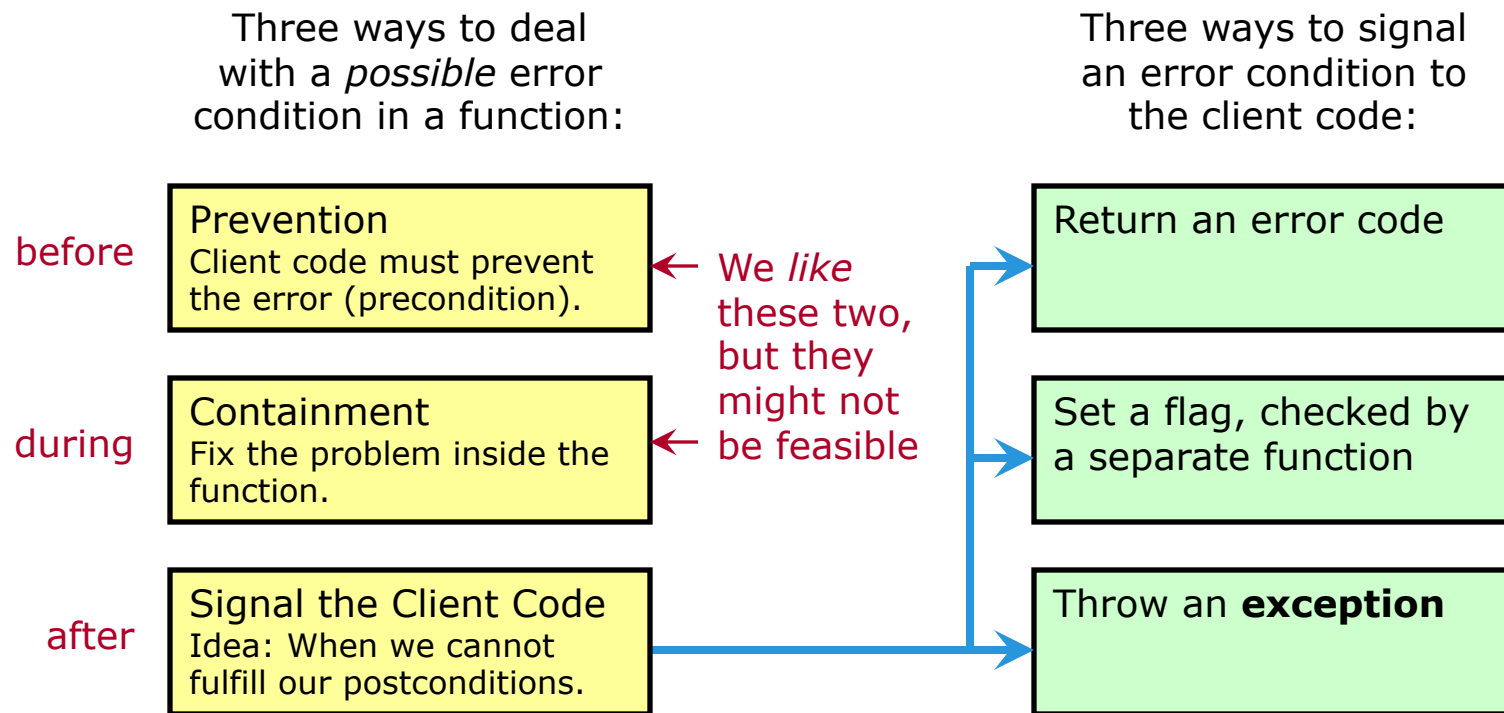 Three ways to deal
with a possible error
condition in a function:
Three ways to signal
an error condition to
the client code:
before
Prevention
Client code must prevent
the error (precondition).
We like
these two,
but they
might not
be feasible
Return an error code
during
Containment
Fix the problem inside the
function.
Set a flag, checked by
a separate function
after
Signal the Client Code
Idea: When we cannot
fulfill our postconditions.
Throw an exception